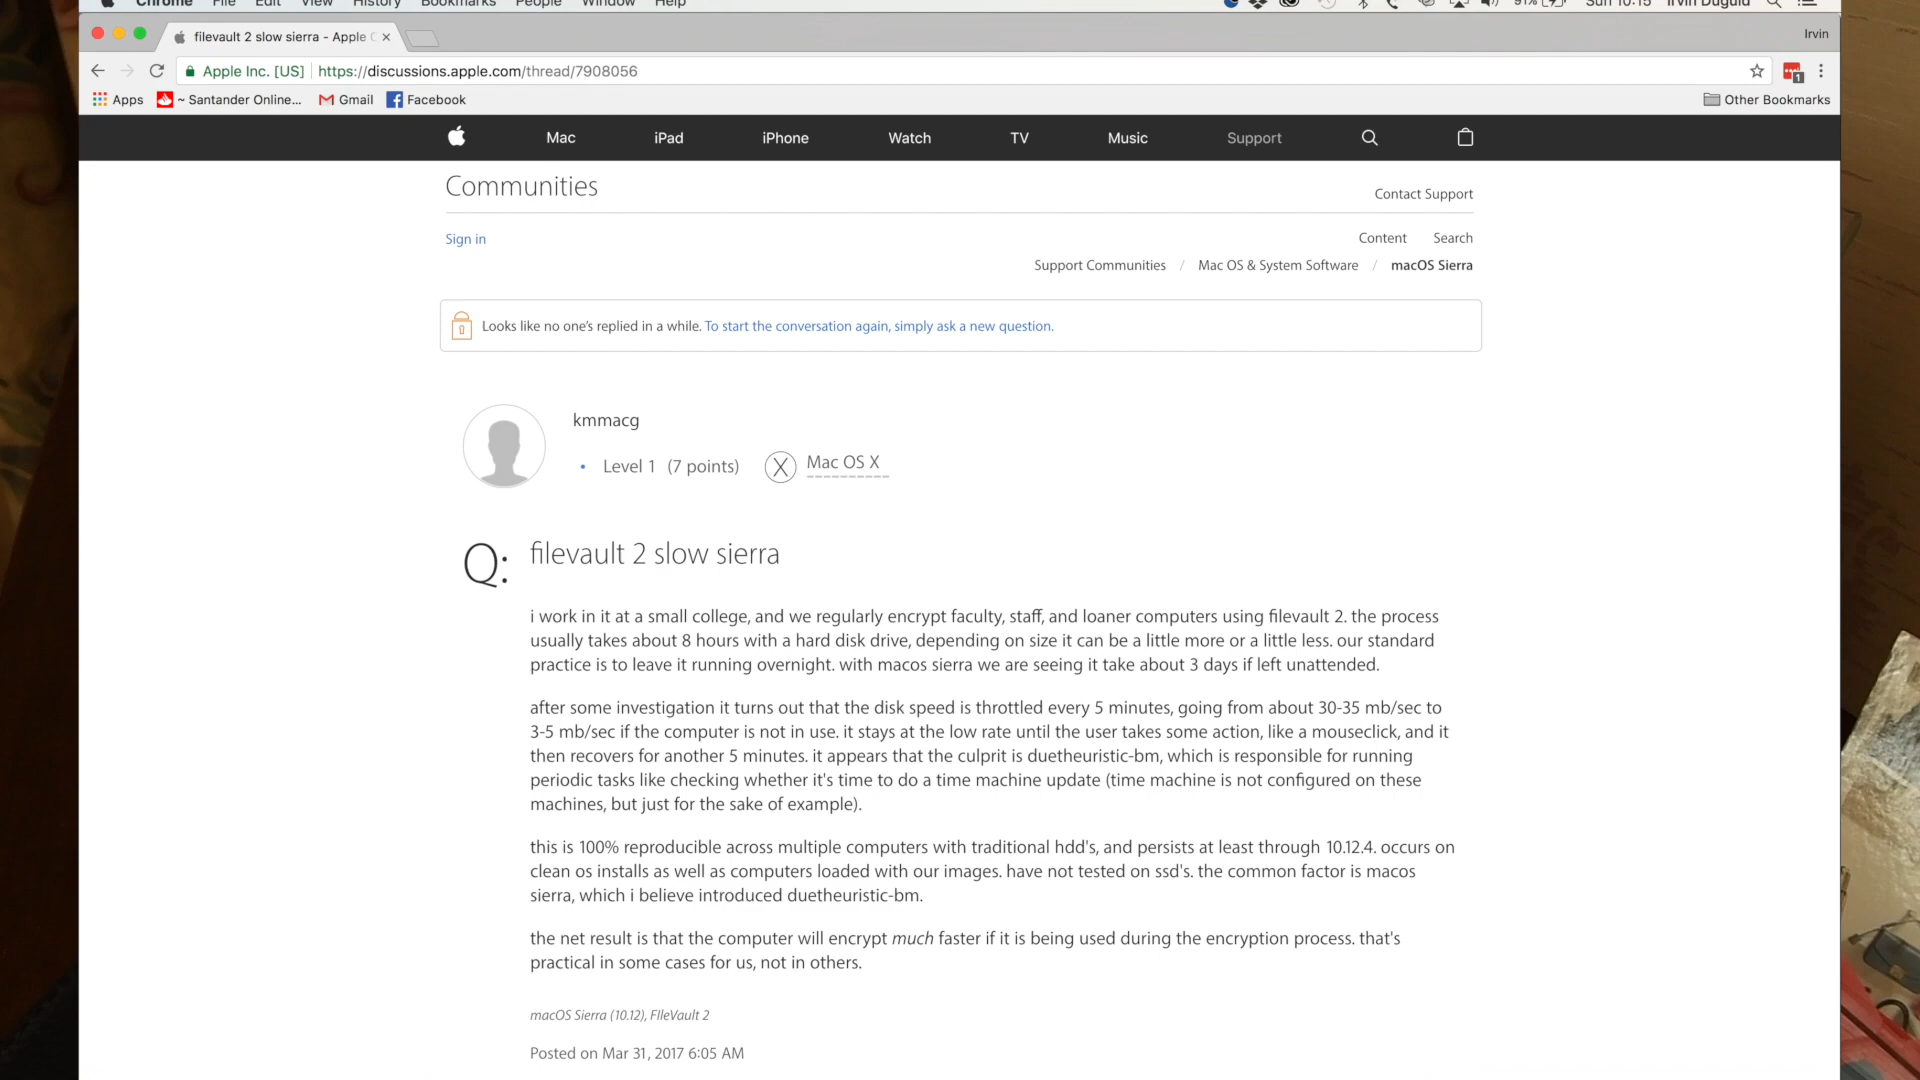 Chrome File Edit View History Bookmarks People Window Help 91% Sun 10:15 Irvin Duguid
filevault 2 slow sierra - Apple C Irvin
Apple Inc. [US] https://discussions.apple.com/thread/7908056 1
Apps ~ Santander Online... Gmail Facebook Other Bookmarks
Mac iPad iPhone Watch TV Music Support
Communities
Contact Support
Sign in
Content Search
Support Communities / Mac OS & System Software / macOS Sierra
Looks like no one's replied in a while. To start the conversation again, simply ask a new question.
kmmacg
• Level 1 (7 points) X Mac OS X
Q: filevault 2 slow sierra
i work in it at a small college, and we regularly encrypt faculty, staff, and loaner computers using filevault 2. the process
usually takes about 8 hours with a hard disk drive, depending on size it can be a little more or a little less. our standard
practice is to leave it running overnight. with macos sierra we are seeing it take about 3 days if left unattended.
after some investigation it turns out that the disk speed is throttled every 5 minutes, going from about 30-35 mb/sec to
3-5 mb/sec if the computer is not in use. it stays at the low rate until the user takes some action, like a mouseclick, and it
then recovers for another 5 minutes. it appears that the culprit is duetheuristic-bm, which is responsible for running
periodic tasks like checking whether it's time to do a time machine update (time machine is not configured on these
machines, but just for the sake of example).
this is 100% reproducible across multiple computers with traditional hdd's, and persists at least through 10.12.4. occurs on
clean os installs as well as computers loaded with our images. have not tested on ssd's. the common factor is macos
sierra, which i believe introduced duetheuristic-bm.
the net result is that the computer will encrypt much faster if it is being used during the encryption process. that's
practical in some cases for us, not in others.
macOS Sierra (10.12), FIleVault 2
Posted on Mar 31, 2017 6:05 AM